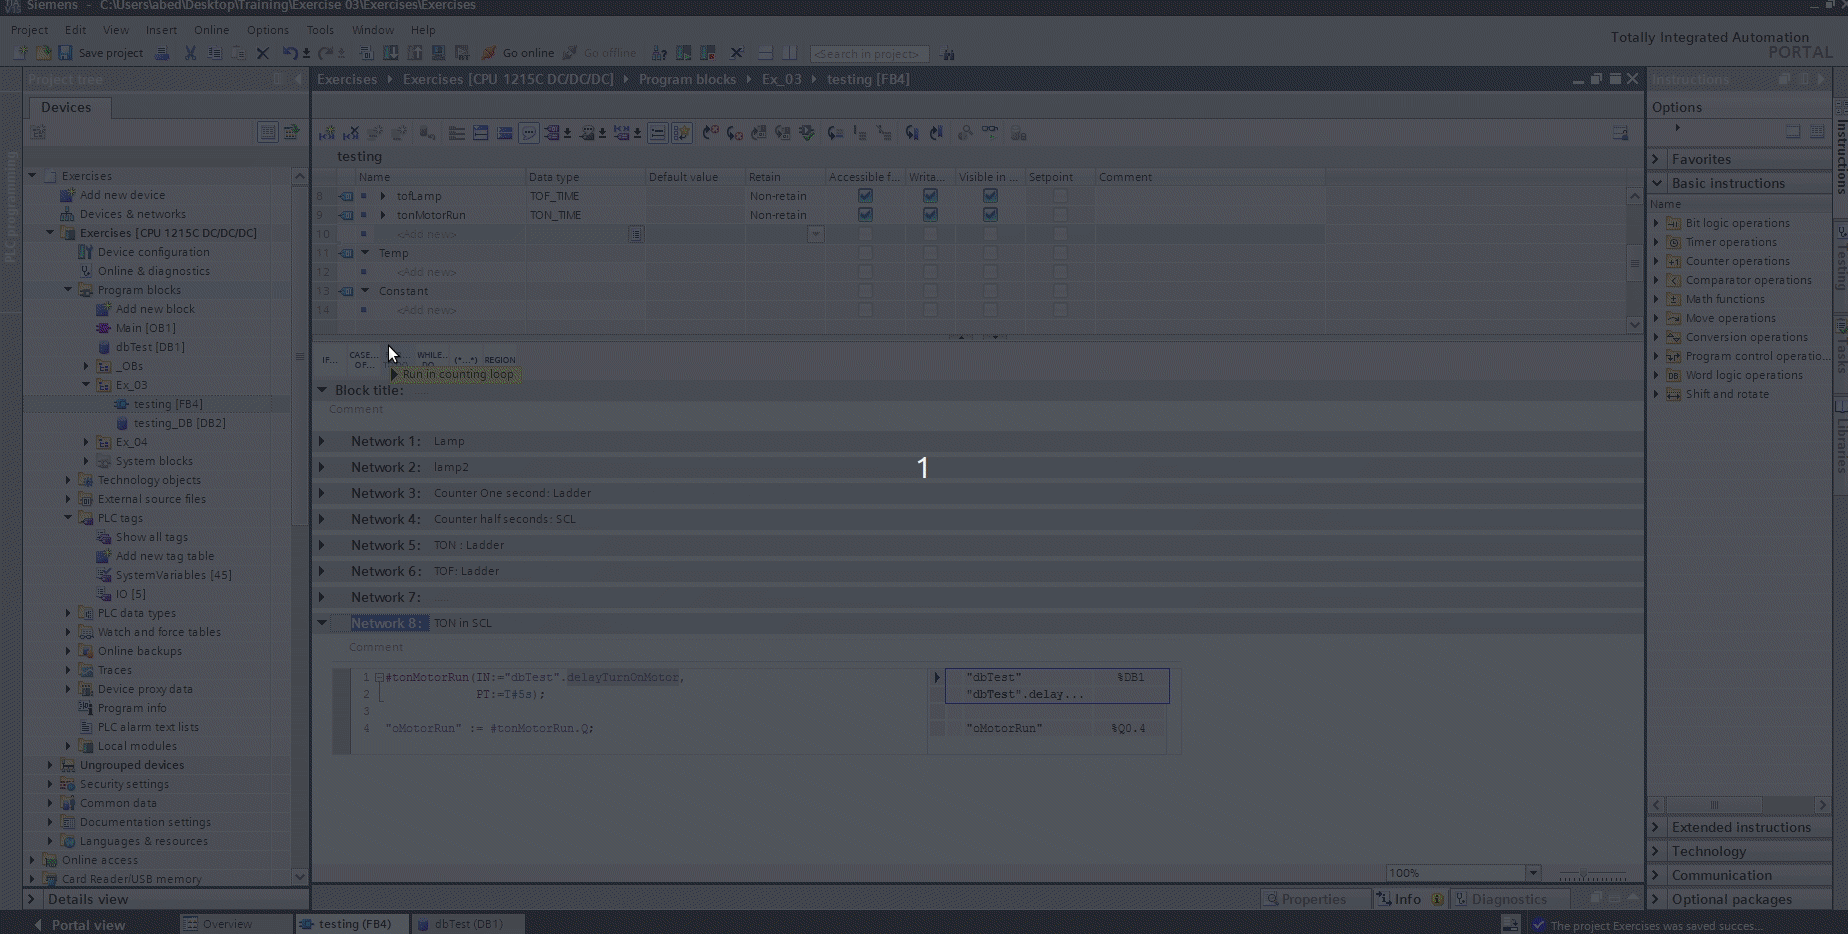 Siemens - C:\Users\abed\Desktop\Training\Exercise 03\Exercises\Exercises
Project Edit View Insert Online Options Tools Window Help
Save project Go online Go offline <Search in project>
Totally Integrated Automation
PORTAL
Project tree
Exercises Exercises [CPU 1215C DC/DC/DC] Program blocks Ex_03 testing [FB4]
Instructions
Devices
Options
PLC programming
testing
Name Data type Default value Retain Accessible f... Writa... Visible in ... Setpoint Comment
8 tofLamp TOF_TIME Non-retain
9 tonMotorRun TON_TIME Non-retain
10 <Add new>
11 Temp
12 <Add new>
13 Constant
14 <Add new>
IF... CASE... OF... WHILE... DO... (*...*) REGION
Run in counting loop.
Block title: ...
Comment
Network 1: Lamp
Network 2: lamp2
Network 3: Counter One second: Ladder
Network 4: Counter half seconds: SCL
Network 5: TON : Ladder
Network 6: TOF: Ladder
Network 7: ...
Network 8: TON in SCL
Comment
1 #tonMotorRun(IN:="dbTest".delayTurnOnMotor,
2 PT:=T#5s);
3
4 "oMotorRun" := #tonMotorRun.Q;
"dbTest" %DB1
"dbTest".delay...
"oMotorRun" %Q0.4
1
Exercises
Add new device
Devices & networks
Exercises [CPU 1215C DC/DC/DC]
Device configuration
Online & diagnostics
Program blocks
Add new block
Main [OB1]
dbTest [DB1]
_OBs
Ex_03
testing [FB4]
testing_DB [DB2]
Ex_04
System blocks
Technology objects
External source files
PLC tags
Show all tags
Add new tag table
SystemVariables [45]
IO [5]
PLC data types
Watch and force tables
Online backups
Traces
Device proxy data
Program info
PLC alarm text lists
Local modules
Ungrouped devices
Security settings
Common data
Documentation settings
Languages & resources
Online access
Card Reader/USB memory
Details view
Favorites
Basic instructions
Name
Bit logic operations
Timer operations
Counter operations
Comparator operations
Math functions
Move operations
Conversion operations
Program control operatio...
Word logic operations
Shift and rotate
Extended instructions
Technology
Communication
Optional packages
Instructions
Testing
Tasks
Libraries
100%
Properties Info Diagnostics
Portal view Overview testing (FB4) dbTest (DB1)
The project Exercises was saved succes...